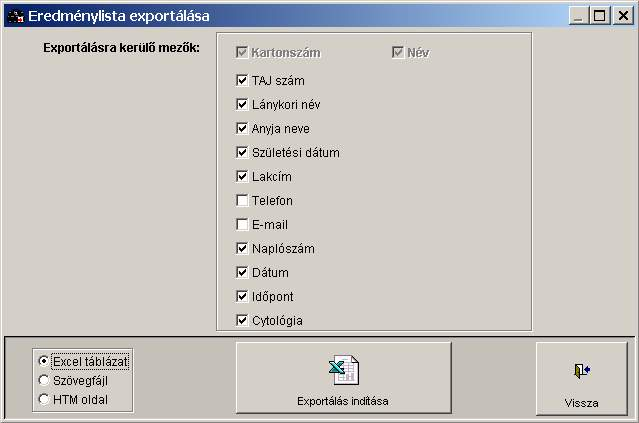 Eredménylista exportálása
Exportálásra kerülő mezők:
Kartonszám Név
TAJ szám
Lánykori név
Anyja neve
Születési dátum
Lakcím
Telefon
E-mail
Naplószám
Dátum
Időpont
Cytológia
Excel táblázat
Szövegfájl
HTM oldal
Exportálás indítása
Vissza